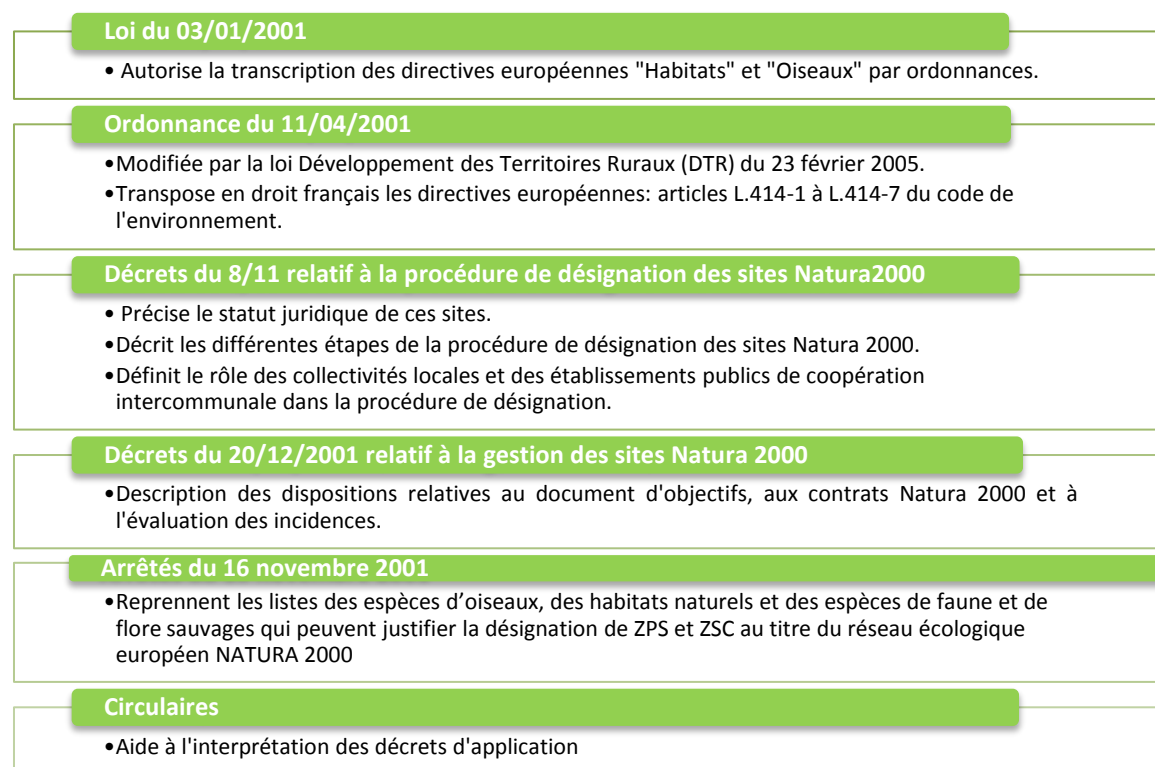 Loi du 03/01/2001
• Autorise la transcription des directives européennes "Habitats" et "Oiseaux" par ordonnances.
Ordonnance du 11/04/2001
•Modifiée par la loi Développement des Territoires Ruraux (DTR) du 23 février 2005.
•Transpose en droit français les directives européennes: articles L.414-1 à L.414-7 du code de
l'environnement.
Décrets du 8/11 relatif à la procédure de désignation des sites Natura2000
• Précise le statut juridique de ces sites.
•Décrit les différentes étapes de la procédure de désignation des sites Natura 2000.
•Définit le rôle des collectivités locales et des établissements publics de coopération
intercommunale dans la procédure de désignation.
Décrets du 20/12/2001 relatif à la gestion des sites Natura 2000
•Description des dispositions relatives au document d'objectifs, aux contrats Natura 2000 et à
l'évaluation des incidences.
Arrêtés du 16 novembre 2001
•Reprennent les listes des espèces d’oiseaux, des habitats naturels et des espèces de faune et de
flore sauvages qui peuvent justifier la désignation de ZPS et ZSC au titre du réseau écologique
européen NATURA 2000
Circulaires
•Aide à l'interprétation des décrets d'application